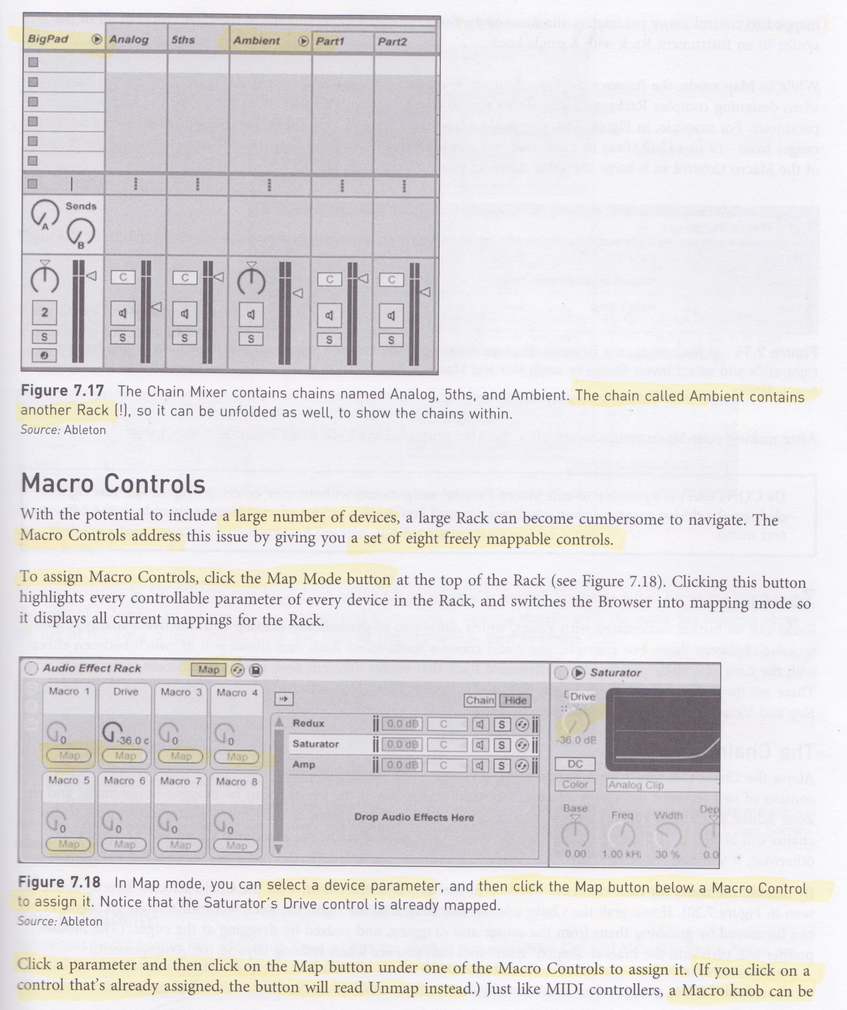 BigPad Analog 5ths Ambient Part1 Part2
Sends
A
B
C C C C
2
S S S S S S
Figure 7.17 The Chain Mixer contains chains named Analog, 5ths, and Ambient. The chain called Ambient contains
another Rack (!), so it can be unfolded as well, to show the chains within.
Source: Ableton
Macro Controls
With the potential to include a large number of devices, a large Rack can become cumbersome to navigate. The
Macro Controls address this issue by giving you a set of eight freely mappable controls.
To assign Macro Controls, click the Map Mode button at the top of the Rack (see Figure 7.18). Clicking this button
highlights every controllable parameter of every device in the Rack, and switches the Browser into mapping mode so
it displays all current mappings for the Rack.
Audio Effect Rack Map
Macro 1 Drive Macro 3 Macro 4
0 -36.0 0 0
Map Map Map Map
Macro 5 Macro 6 Macro 7 Macro 8
0 0 0 0
Map Map Map Map
Chain Hide
Redux 0.0 dB C S
Saturator 0.0 dB C S
Amp 0.0 dB C S
Drop Audio Effects Here
Saturator
Drive
-36.0 dB
DC
Color Analog Clip
Base Freq Width Dep
0.00 1.00 kHz 30 % 0.0
Figure 7.18 In Map mode, you can select a device parameter, and then click the Map button below a Macro Control
to assign it. Notice that the Saturator's Drive control is already mapped.
Source: Ableton
Click a parameter and then click on the Map button under one of the Macro Controls to assign it. (If you click on a
control that's already assigned, the button will read Unmap instead.) Just like MIDI controllers, a Macro knob can be